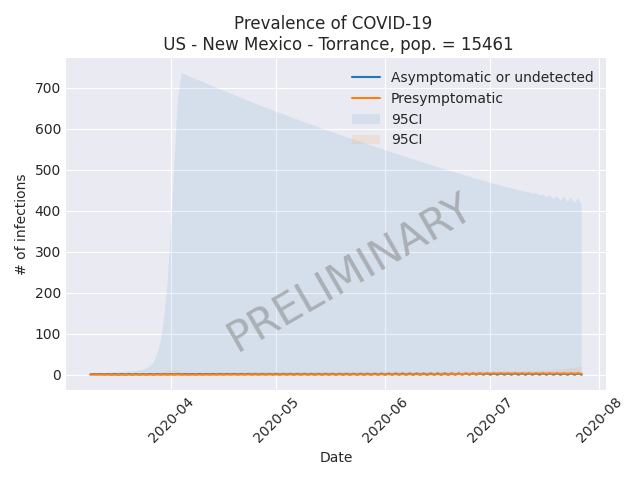 Prevalence of COVID-19
US - New Mexico - Torrance, pop. = 15461
Asymptomatic or undetected
Presymptomatic
95CI
95CI
# of infections
700
600
500
400
300
200
100
0
PRELIMINARY
2020-04
2020-05
2020-06
2020-07
2020-08
Date